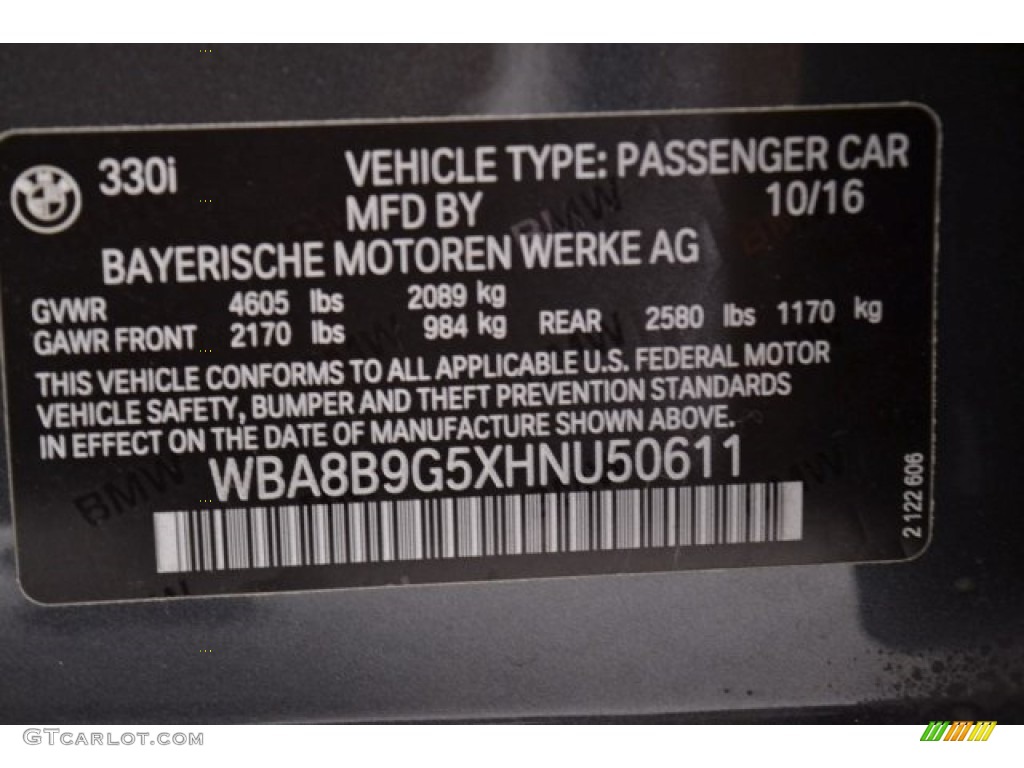 330i VEHICLE TYPE: PASSENGER CAR
MFD BY 10/16
BAYERISCHE MOTOREN WERKE AG
GVWR 4605 lbs 2089 kg
GAWR FRONT 2170 lbs 984 kg REAR 2580 lbs 1170 kg
THIS VEHICLE CONFORMS TO ALL APPLICABLE U.S. FEDERAL MOTOR
VEHICLE SAFETY, BUMPER AND THEFT PREVENTION STANDARDS
IN EFFECT ON THE DATE OF MANUFACTURE SHOWN ABOVE.
WBA8B9G5XHNU50611
2 122 606
BMW
BMW
GTCarLot.com